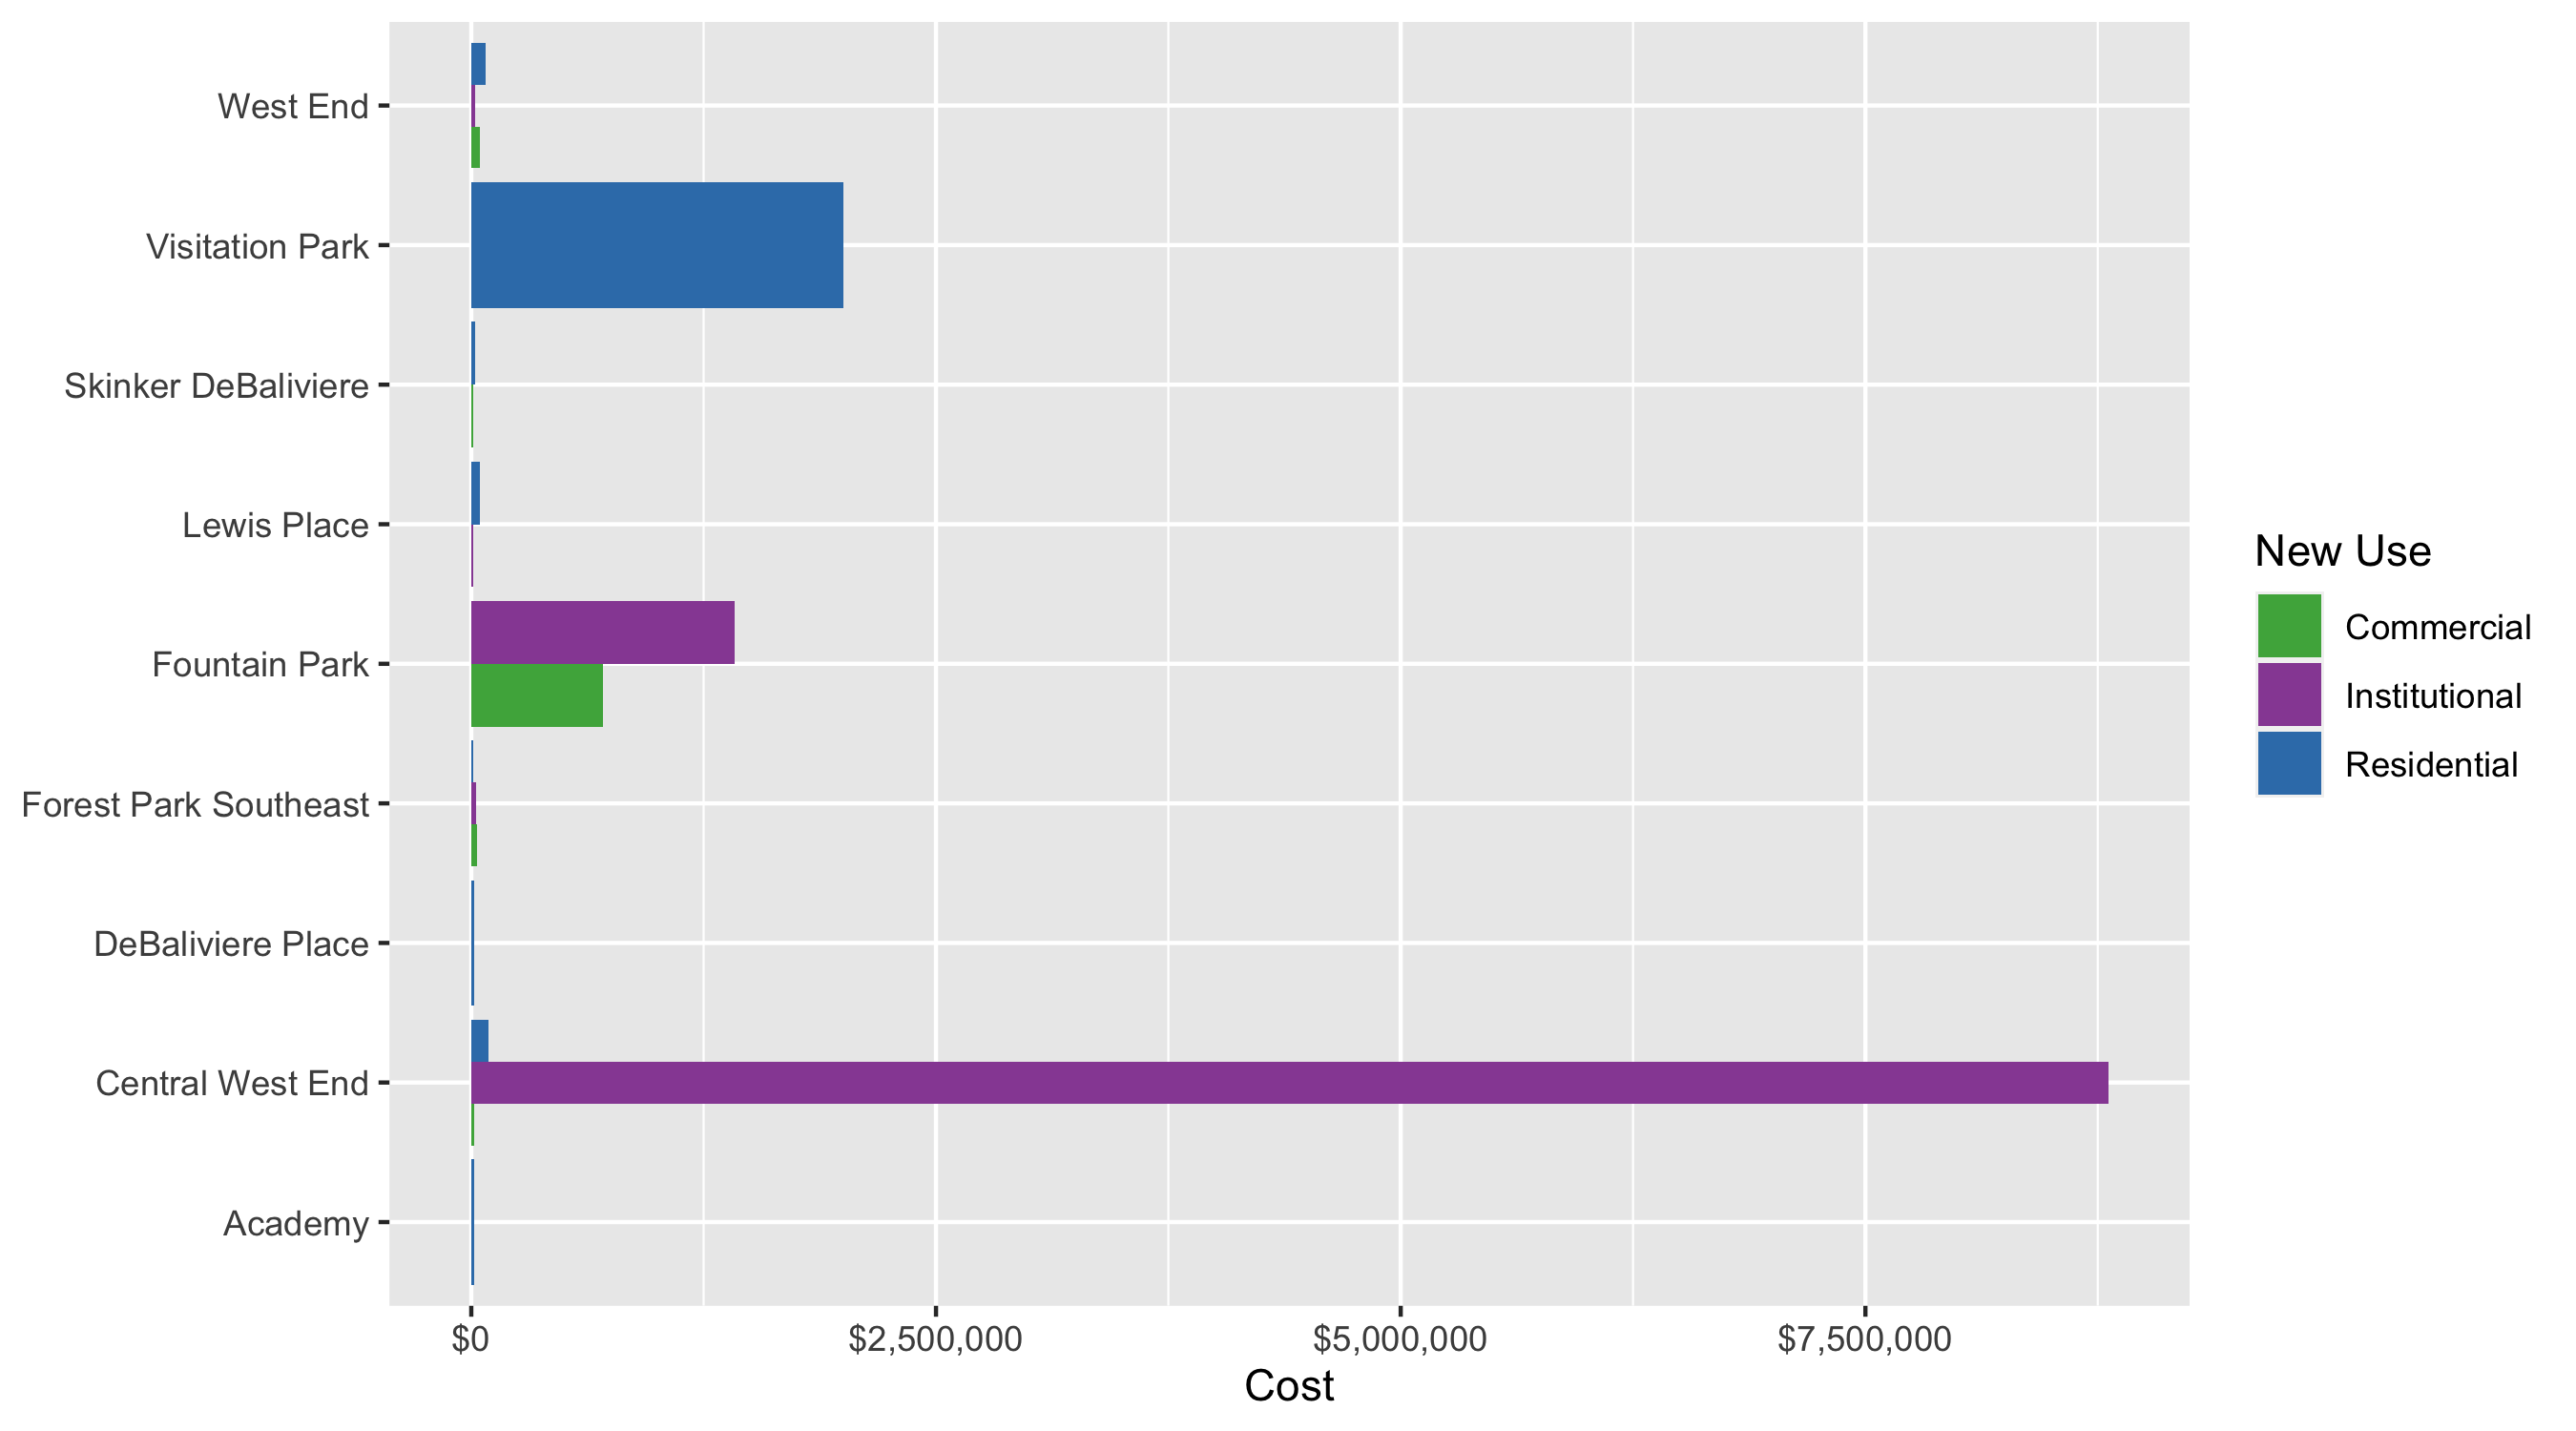 West End
Visitation Park
Skinker DeBaliviere
Lewis Place
Fountain Park
Forest Park Southeast
DeBaliviere Place
Central West End
Academy
$0
$2,500,000
$5,000,000
$7,500,000
Cost
New Use
Commercial
Institutional
Residential